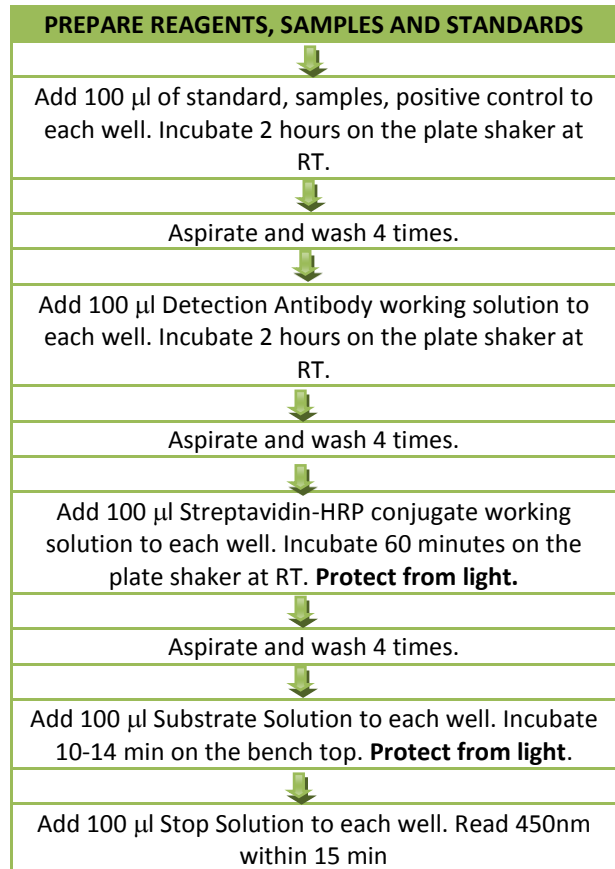 PREPARE REAGENTS, SAMPLES AND STANDARDS
Add 100 μl of standard, samples, positive control to
each well. Incubate 2 hours on the plate shaker at
RT.
Aspirate and wash 4 times.
Add 100 μl Detection Antibody working solution to
each well. Incubate 2 hours on the plate shaker at
RT.
Aspirate and wash 4 times.
Add 100 μl Streptavidin-HRP conjugate working
solution to each well. Incubate 60 minutes on the
plate shaker at RT. Protect from light.
Aspirate and wash 4 times.
Add 100 μl Substrate Solution to each well. Incubate
10-14 min on the bench top. Protect from light.
Add 100 μl Stop Solution to each well. Read 450nm
within 15 min